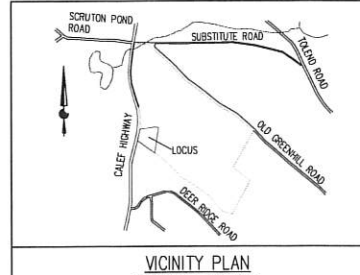 SCRUTON POND
ROAD
SUBSTITUTE ROAD
TOLEND ROAD
CALEF HIGHWAY
LOCUS
OLD GREENHILL ROAD
DEER RIDGE ROAD
VICINITY PLAN